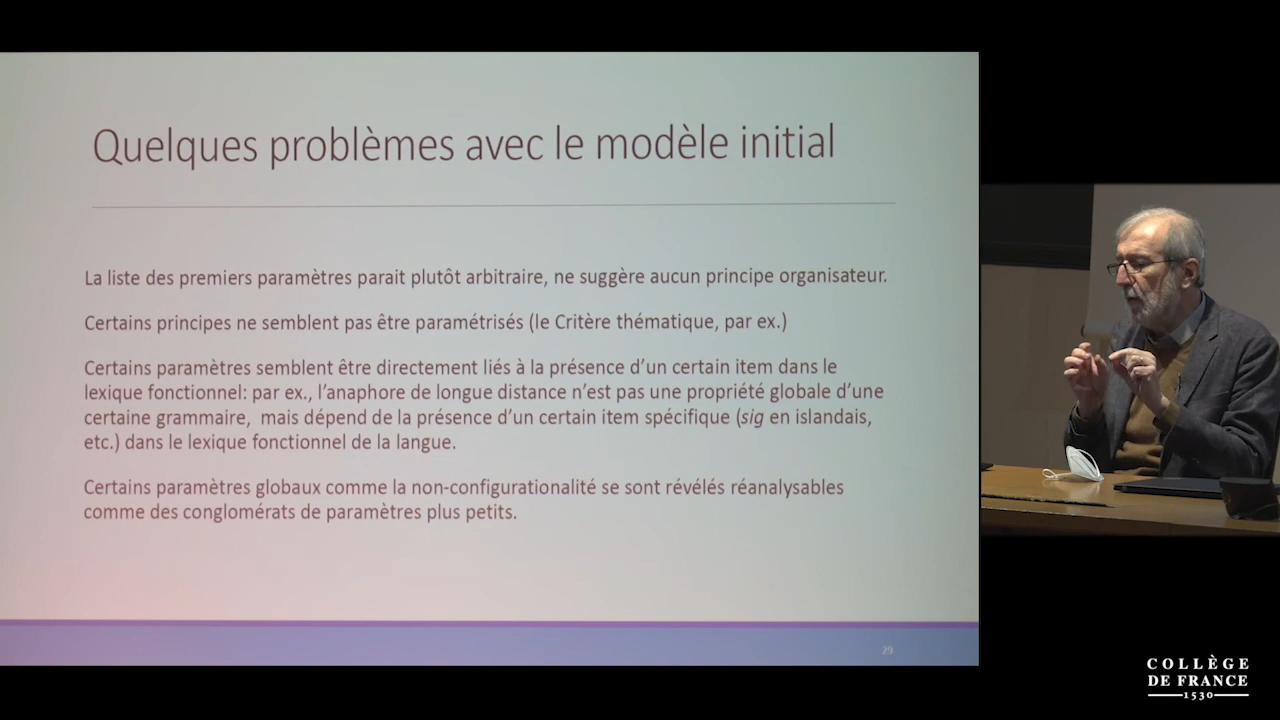 Quelques problèmes avec le modèle initial
La liste des premiers paramètres parait plutôt arbitraire, ne suggère aucun principe organisateur.
Certains principes ne semblent pas être paramétrisés (le Critère thématique, par ex.)
Certains paramètres semblent être directement liés à la présence d'un certain item dans le
lexique fonctionnel: par ex., l'anaphore de longue distance n'est pas une propriété globale d'une
certaine grammaire, mais dépend de la présence d'un certain item spécifique (sig en islandais,
etc.) dans le lexique fonctionnel de la langue.
Certains paramètres globaux comme la non-configurationalité se sont révélés réanalysables
comme des conglomérats de paramètres plus petits.
29
COLLÈGE
DE FRANCE
1530